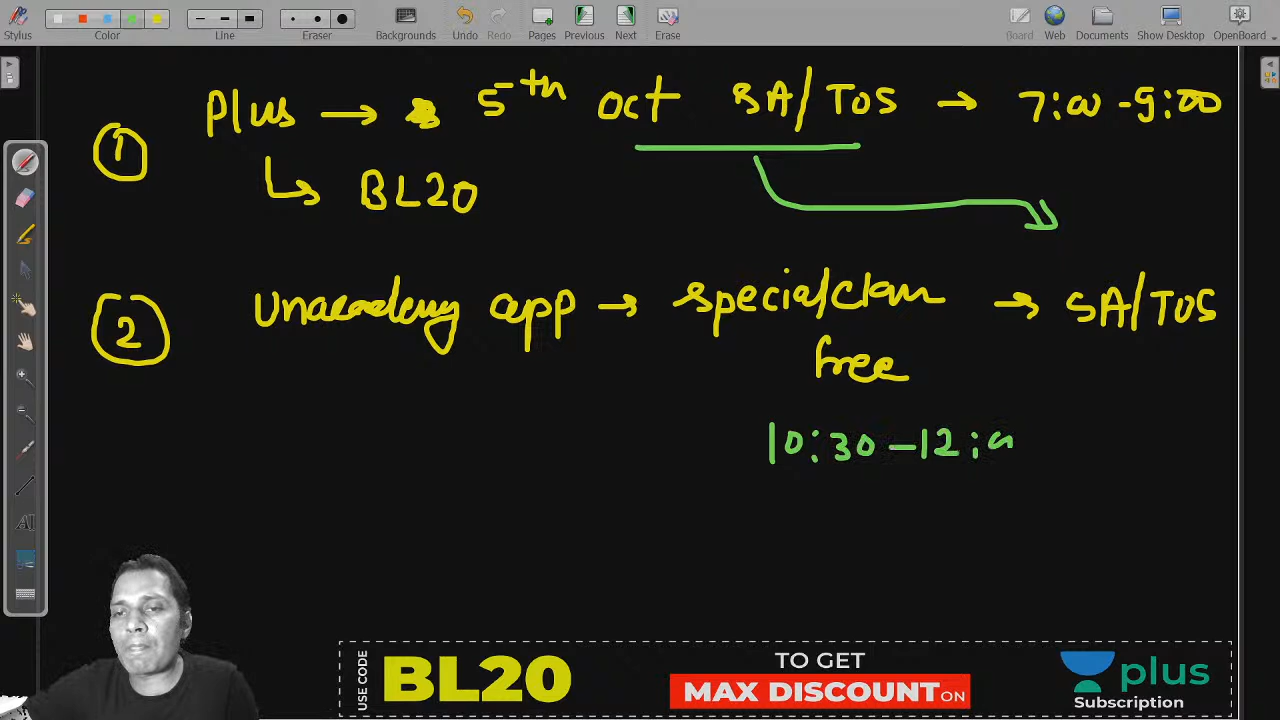 Stylus
Color
Line
Eraser
Backgrounds
Undo
Redo
Pages
Previous
Next
Erase
Board
Web
Documents
Show Desktop
OpenBoard
1 Plus → 5th oct SA/TOS → 7:00-9:00
↳ BL20
2 Unacademy app → special class → SA/TOS
free
10:30-12:
USE CODE
BL20
TO GET
MAX DISCOUNT ON
plus
Subscription